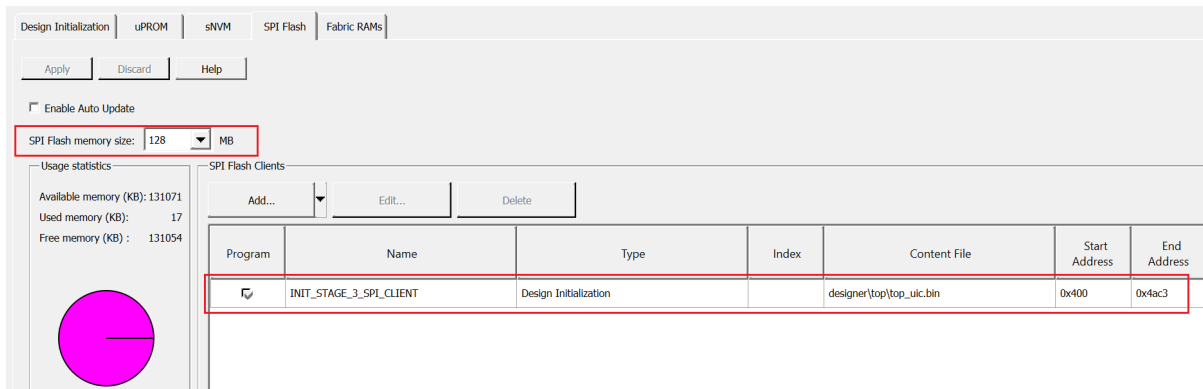 Design Initialization uPROM sNVM SPI Flash Fabric RAMs
Apply Discard Help
Enable Auto Update
SPI Flash memory size: 128 MB
Usage statistics
Available memory (KB): 131071
Used memory (KB): 17
Free memory (KB) : 131054
SPI Flash Clients
Add... Edit... Delete
Program Name Type Index Content File Start Address End Address
INIT_STAGE_3_SPI_CLIENT Design Initialization designer\top\top_uic.bin 0x400 0x4ac3